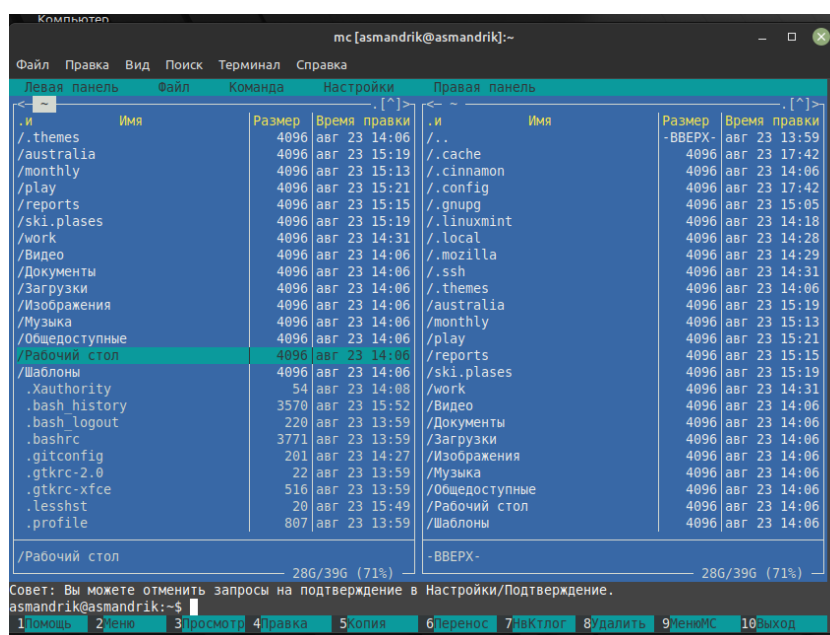 Компьютер
mc [asmandrik@asmandrik]:~
Файл Правка Вид Поиск Терминал Справка
Левая панель Файл Команда Настройки Правая панель
<— ~ .[^]> <— ~ .[^]>
.и Имя Размер Время правки .и Имя Размер Время правки
/.themes 4096 авг 23 14:06 /.. -ВВЕРХ- авг 23 13:59
/australia 4096 авг 23 15:19 /.cache 4096 авг 23 17:42
/monthly 4096 авг 23 15:13 /.cinnamon 4096 авг 23 14:06
/play 4096 авг 23 15:21 /.config 4096 авг 23 17:42
/reports 4096 авг 23 15:15 /.gnupg 4096 авг 23 15:05
/ski.plases 4096 авг 23 15:19 /.linuxmint 4096 авг 23 14:18
/work 4096 авг 23 14:31 /.local 4096 авг 23 14:28
/Видео 4096 авг 23 14:06 /.mozilla 4096 авг 23 14:29
/Документы 4096 авг 23 14:06 /.ssh 4096 авг 23 14:31
/Загрузки 4096 авг 23 14:06 /.themes 4096 авг 23 14:06
/Изображения 4096 авг 23 14:06 /australia 4096 авг 23 15:19
/Музыка 4096 авг 23 14:06 /monthly 4096 авг 23 15:13
/Общедоступные 4096 авг 23 14:06 /play 4096 авг 23 15:21
/Рабочий стол 4096 авг 23 14:06 /reports 4096 авг 23 15:15
/Шаблоны 4096 авг 23 14:06 /ski.plases 4096 авг 23 15:19
.Xauthority 54 авг 23 14:08 /work 4096 авг 23 14:31
.bash_history 3570 авг 23 15:52 /Видео 4096 авг 23 14:06
.bash_logout 220 авг 23 13:59 /Документы 4096 авг 23 14:06
.bashrc 3771 авг 23 13:59 /Загрузки 4096 авг 23 14:06
.gitconfig 201 авг 23 14:27 /Изображения 4096 авг 23 14:06
.gtkrc-2.0 22 авг 23 13:59 /Музыка 4096 авг 23 14:06
.gtkrc-xfce 516 авг 23 13:59 /Общедоступные 4096 авг 23 14:06
.lesshst 20 авг 23 15:49 /Рабочий стол 4096 авг 23 14:06
.profile 807 авг 23 13:59 /Шаблоны 4096 авг 23 14:06
/Рабочий стол -ВВЕРХ-
28G/39G (71%) 28G/39G (71%)
Совет: Вы можете отменить запросы на подтверждение в Настройки/Подтверждение.
asmandrik@asmandrik:~$
1Помощь 2Меню 3Просмотр 4Правка 5Копия 6Перенос 7НвКтлог 8Удалить 9МенюМС 10Выход